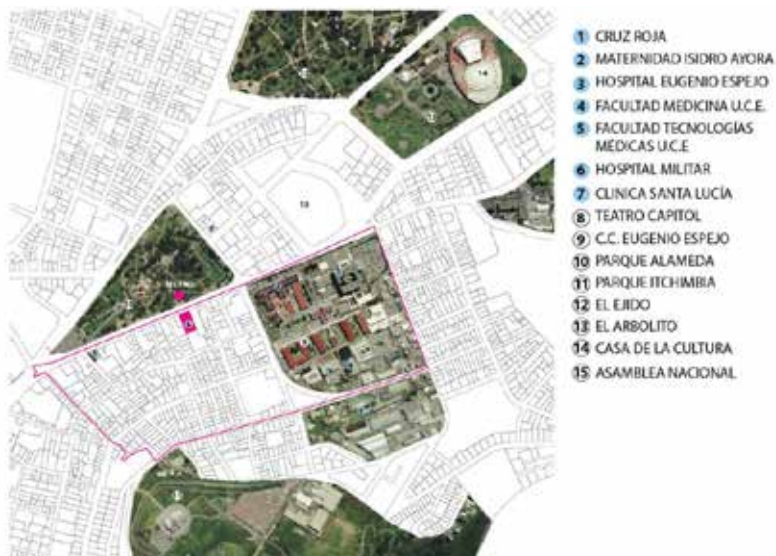 1 CRUZ ROJA
2 MATERNIDAD ISIDRO AYORA
3 HOSPITAL EUGENIO ESPEJO
4 FACULTAD MEDICINA U.C.E.
5 FACULTAD TECNOLOGÍAS
MÉDICAS U.C.E
6 HOSPITAL MILITAR
7 CLINICA SANTA LUCÍA
8 TEATRO CAPITOL
9 C.C. EUGENIO ESPEJO
10 PARQUE ALAMEDA
11 PARQUE ITCHIMBIA
12 EL EJIDO
13 EL ARBOLITO
14 CASA DE LA CULTURA
15 ASAMBLEA NACIONAL
14
15